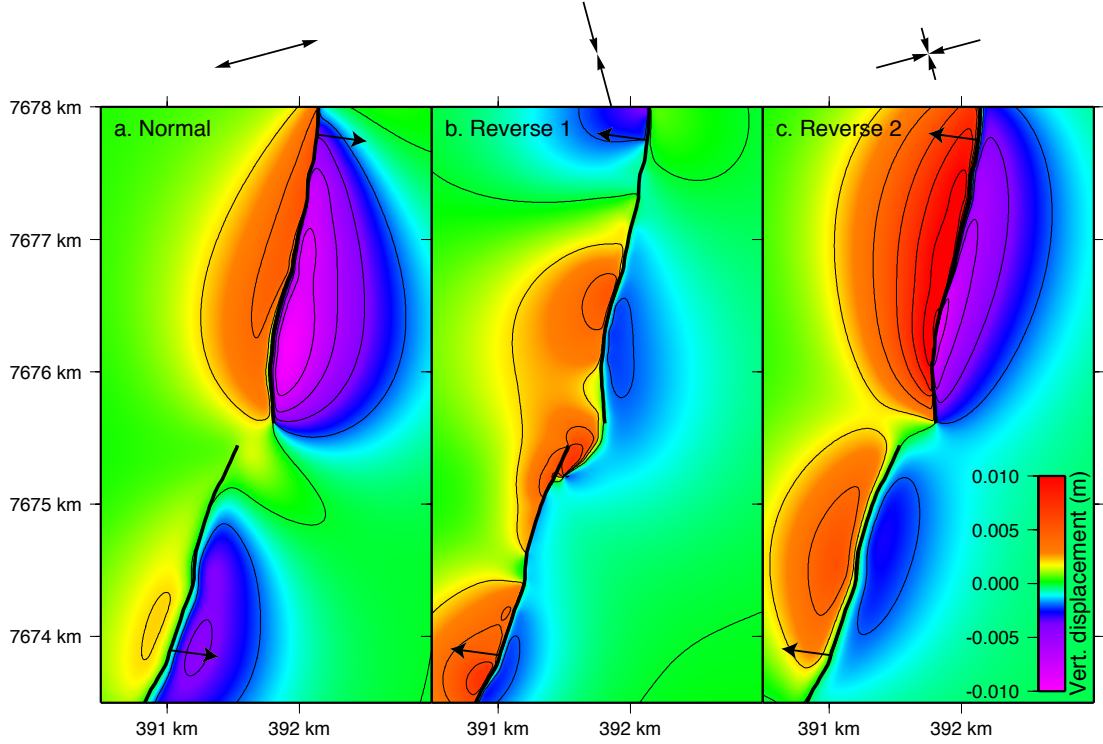 a. Normal
b. Reverse 1
c. Reverse 2
7678 km
7677 km
7676 km
7675 km
7674 km
0.010
0.005
0.000
-0.005
-0.010
Vert. displacement (m)
391 km
392 km
391 km
392 km
391 km
392 km